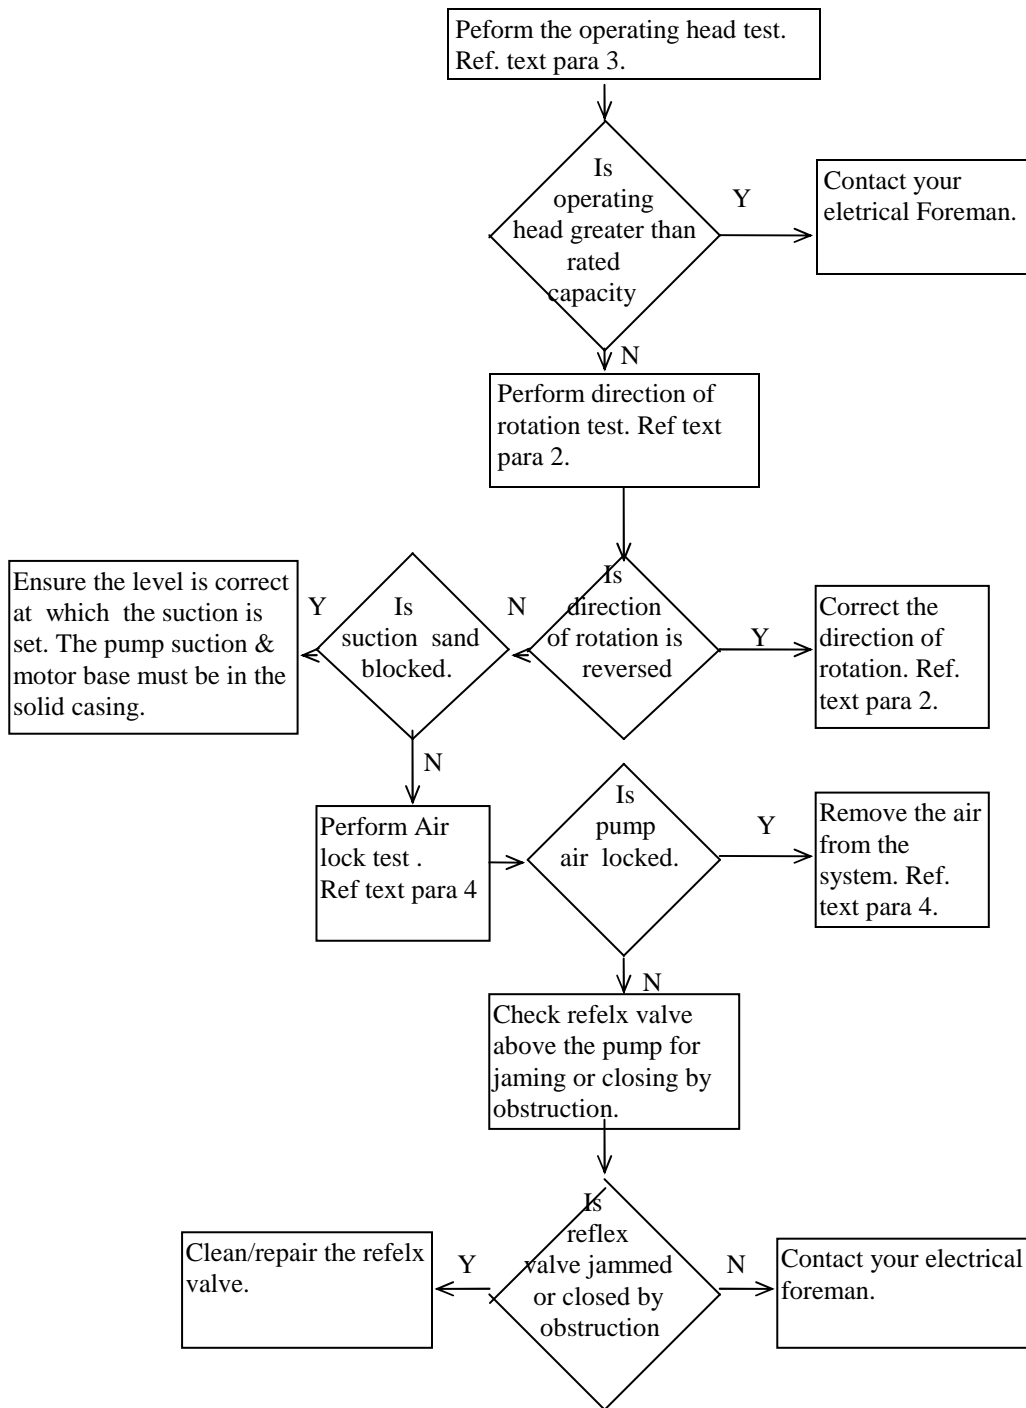 Peform the operating head test.
Ref. text para 3.
Is
operating
head greater than
rated
capacity
Y
Contact your
eletrical Foreman.
N
Perform direction of
rotation test. Ref text
para 2.
Is
direction
of rotation is
reversed
Y
Correct the
direction of
rotation. Ref.
text para 2.
N
Is
suction sand
blocked.
Y
Ensure the level is correct
at which the suction is
set. The pump suction &
motor base must be in the
solid casing.
N
Perform Air
lock test .
Ref text para 4
Is
pump
air locked.
Y
Remove the air
from the
system. Ref.
text para 4.
N
Check refelx valve
above the pump for
jaming or closing by
obstruction.
Is
reflex
valve jammed
or closed by
obstruction
Y
Clean/repair the refelx
valve.
N
Contact your electrical
foreman.